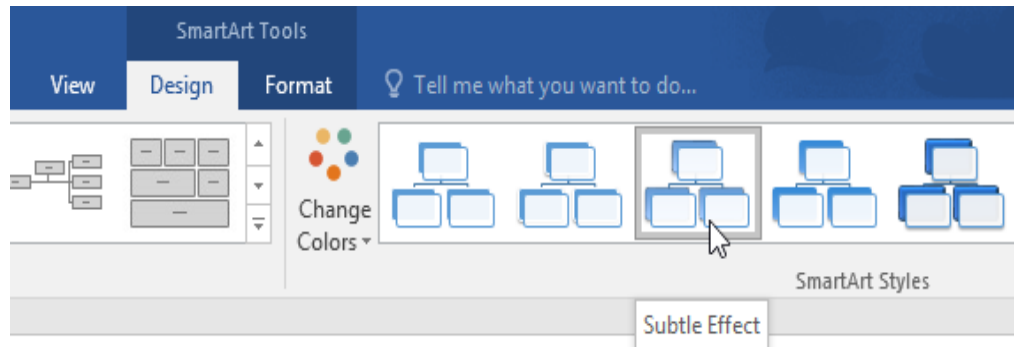 SmartArt Tools
View Design Format Tell me what you want to do...
Change
Colors
SmartArt Styles
Subtle Effect